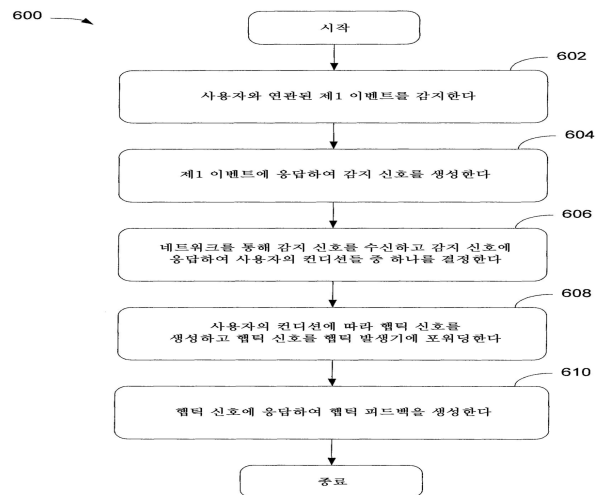 600
시작
602
사용자와 연관된 제1 이벤트를 감지한다
604
제1 이벤트에 응답하여 감지 신호를 생성한다
606
네트워크를 통해 감지 신호를 수신하고 감지 신호에
응답하여 사용자의 컨디션들 중 하나를 결정한다
608
사용자의 컨디션에 따라 햅틱 신호를
생성하고 햅틱 신호를 햅틱 발생기에 포워딩한다
610
햅틱 신호에 응답하여 햅틱 피드백을 생성한다
종료